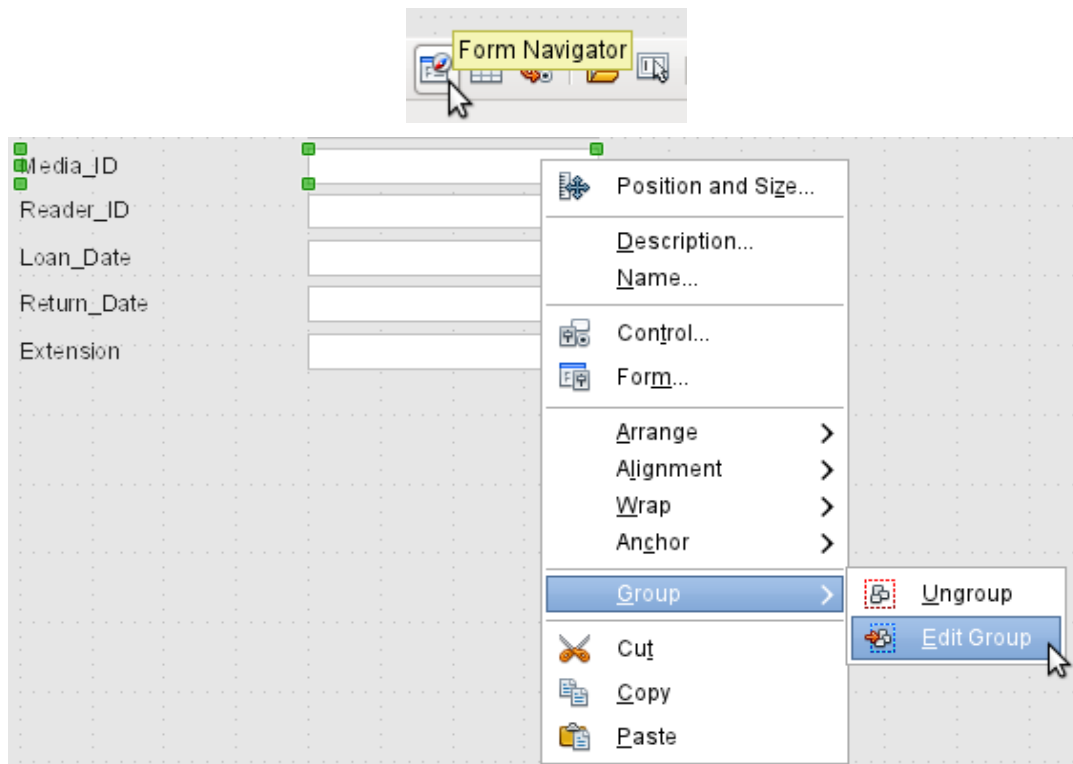 Form Navigator
Media_ID
Reader_ID
Loan_Date
Return_Date
Extension
Position and Size...
Description...
Name...
Control...
Form...
Arrange
Alignment
Wrap
Anchor
Group
Cut
Copy
Paste
Ungroup
Edit Group